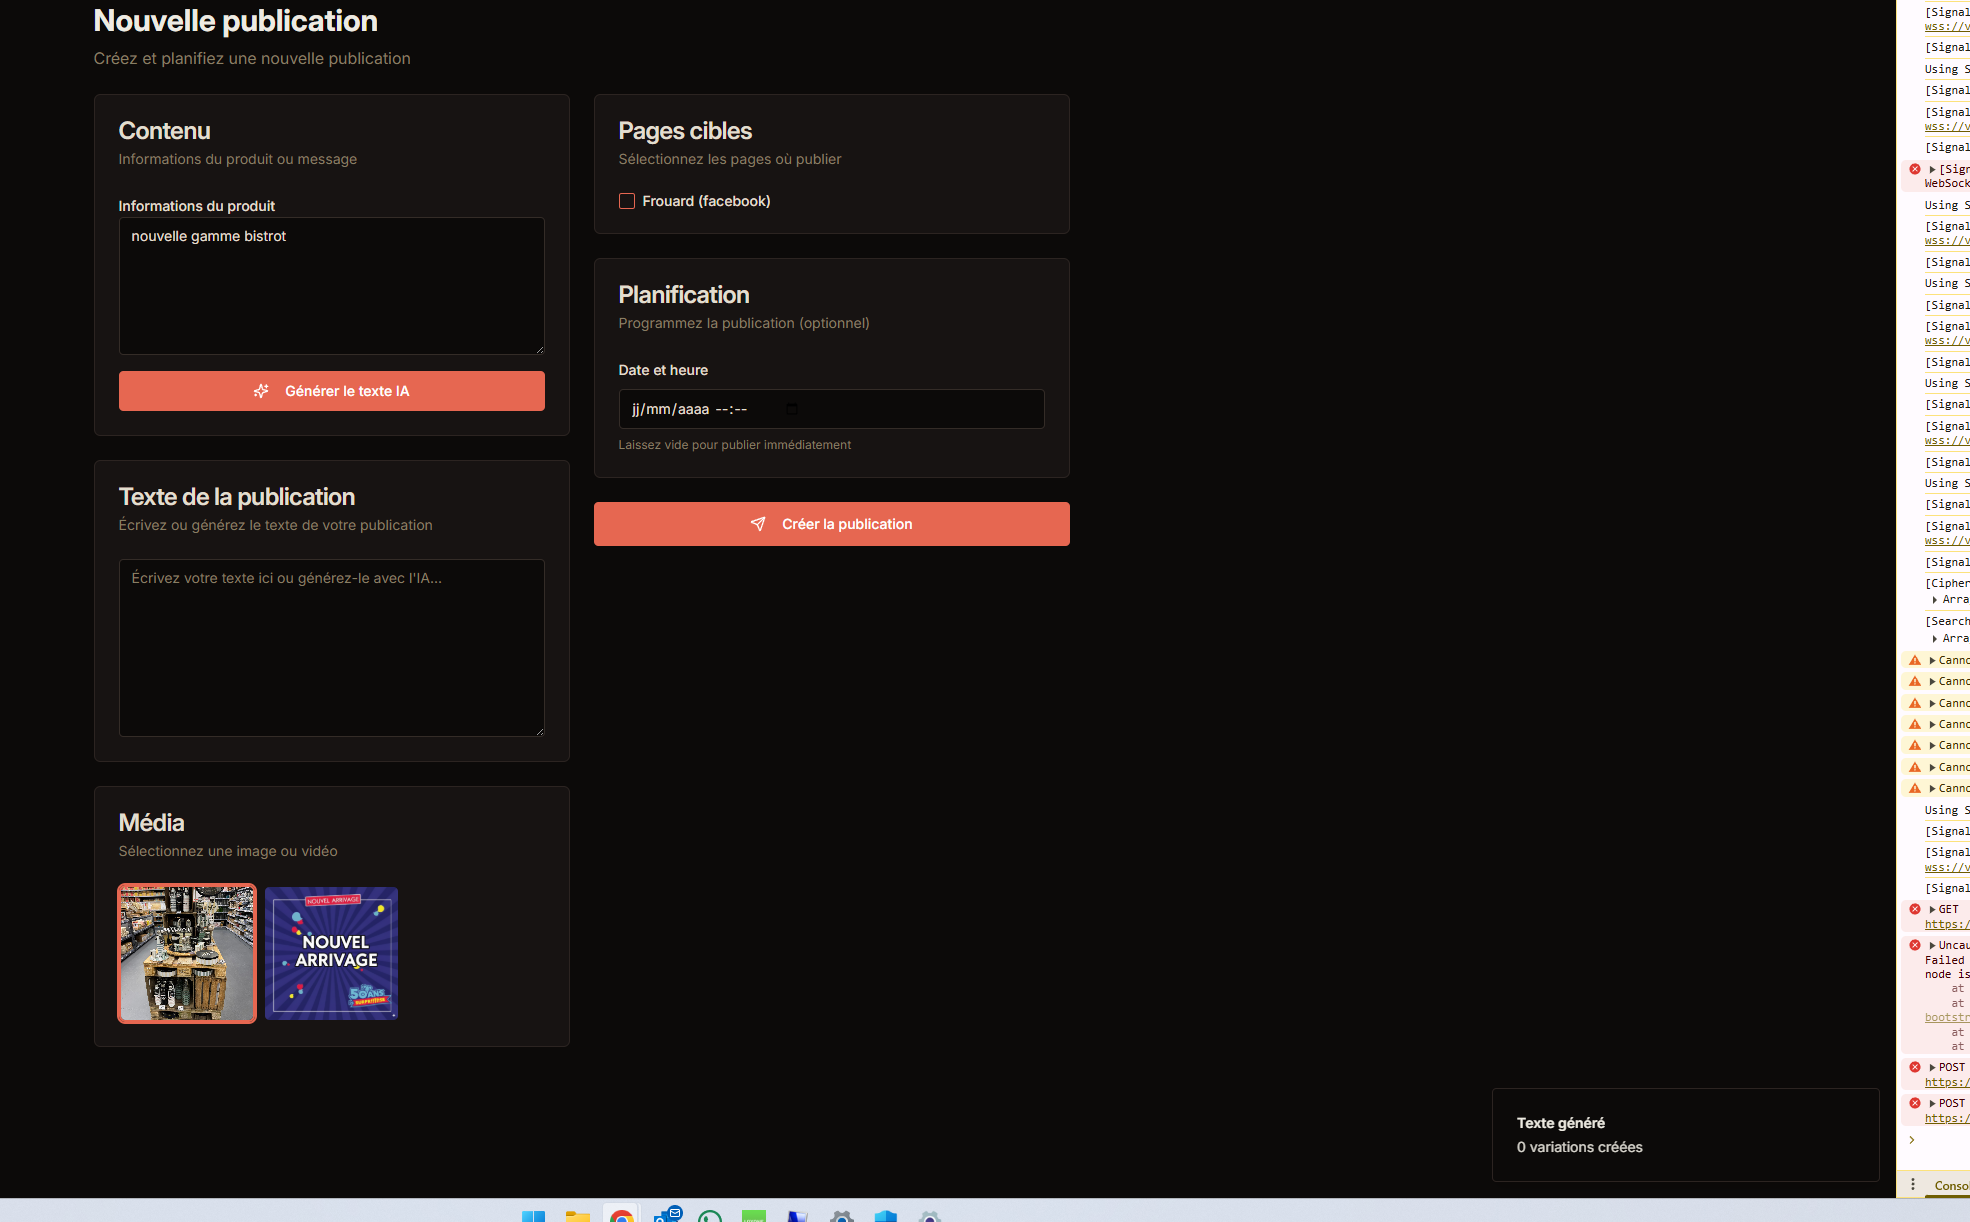 Nouvelle publication
Créez et planifiez une nouvelle publication
Contenu
Informations du produit ou message
Informations du produit
nouvelle gamme bistrot
Générer le texte IA
Texte de la publication
Écrivez ou générez le texte de votre publication
Écrivez votre texte ici ou générez-le avec l'IA...
Média
Sélectionnez une image ou vidéo
NOUVEL ARRIVAGE
NOUVEL
ARRIVAGE
50 ANS
Pages cibles
Sélectionnez les pages où publier
Frouard (facebook)
Planification
Programmez la publication (optionnel)
Date et heure
jj/mm/aaaa --:--
Laissez vide pour publier immédiatement
Créer la publication
Texte généré
0 variations créées
[Signal
wss://v
[Signal
Using S
[Signal
[Signal
wss://v
[Signal
[Sign
WebSock
Using S
[Signal
wss://v
[Signal
Using S
[Signal
[Signal
wss://v
[Signal
Using S
[Signal
[Signal
wss://v
[Signal
Using S
[Signal
[Signal
wss://v
[Signal
[Cipher
Arra
[Search
Arra
Canno
Canno
Canno
Canno
Canno
Canno
Canno
Using S
[Signal
[Signal
wss://v
[Signal
GET
https:/
Uncau
Failed
node is
at
at
bootstr
at
at
POST
https:/
POST
https:/
Consol